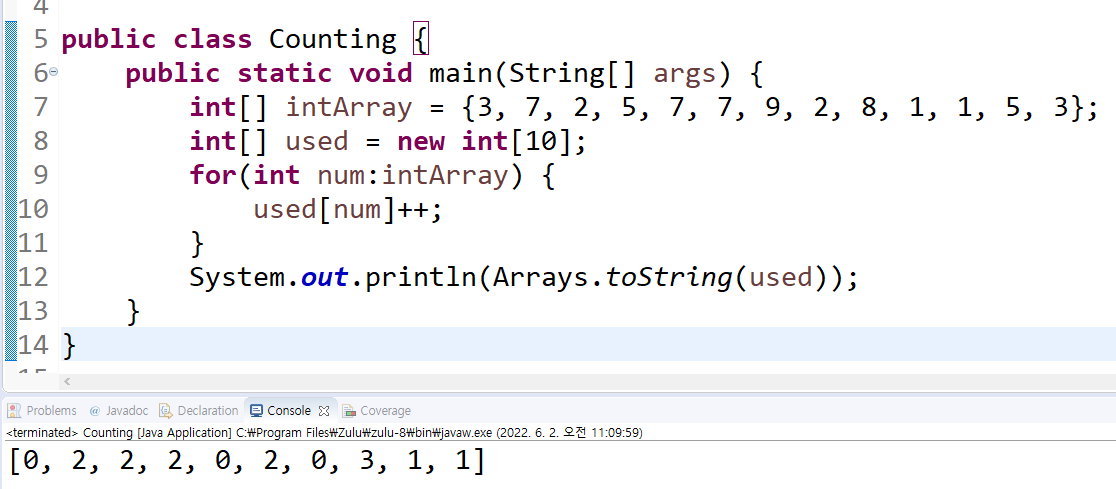 4
5 public class Counting {
6     public static void main(String[] args) {
7         int[] intArray = {3, 7, 2, 5, 7, 7, 9, 2, 8, 1, 1, 5, 3};
8         int[] used = new int[10];
9         for(int num:intArray) {
10             used[num]++;
11         }
12         System.out.println(Arrays.toString(used));
13     }
14 }
15
Problems @ Javadoc Declaration Console Coverage
<terminated> Counting [Java Application] C:₩Program Files₩Zulu₩zulu-8₩bin₩javaw.exe (2022. 6. 2. 오전 11:09:59)
[0, 2, 2, 2, 0, 2, 0, 3, 1, 1]